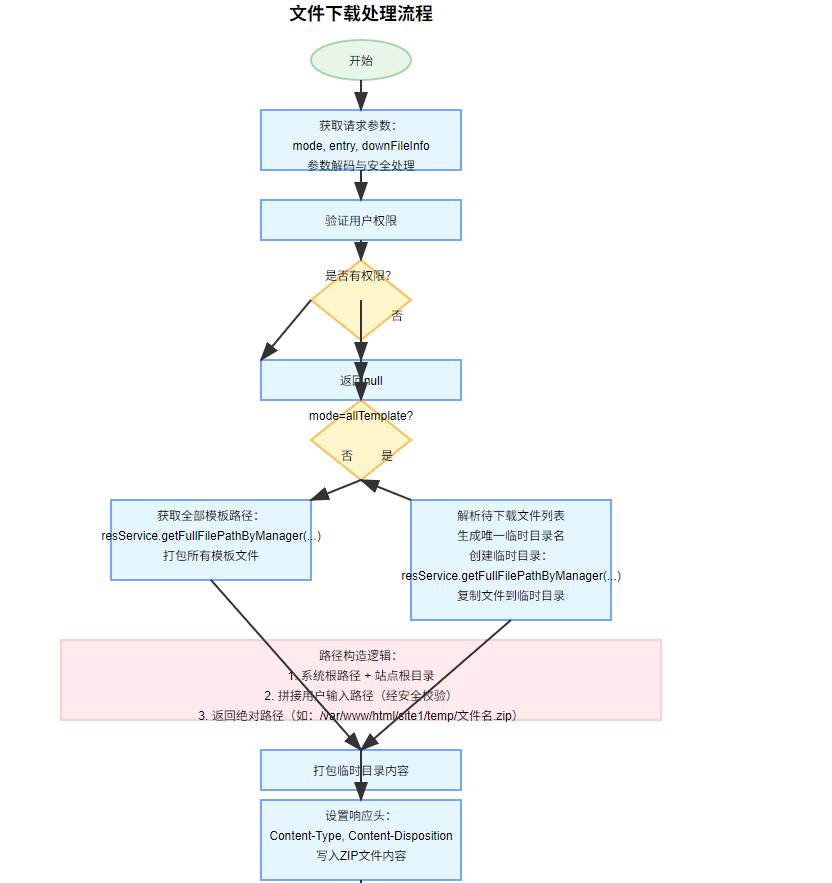 文件下载处理流程
开始
获取请求参数:
mode, entry, downFileInfo
参数解码与安全处理
验证用户权限
是否有权限?
否
返回null
mode=allTemplate?
否
是
获取全部模板路径:
resService.getFullFilePathByManager(...)
打包所有模板文件
解析待下载文件列表
生成唯一临时目录名
创建临时目录:
resService.getFullFilePathByManager(...)
复制文件到临时目录
路径构造逻辑:
1. 系统根路径 + 站点根目录
2. 拼接用户输入路径（经安全校验）
3. 返回绝对路径（如：/var/www/html/site1/temp/文件名.zip）
打包临时目录内容
设置响应头:
Content-Type, Content-Disposition
写入ZIP文件内容